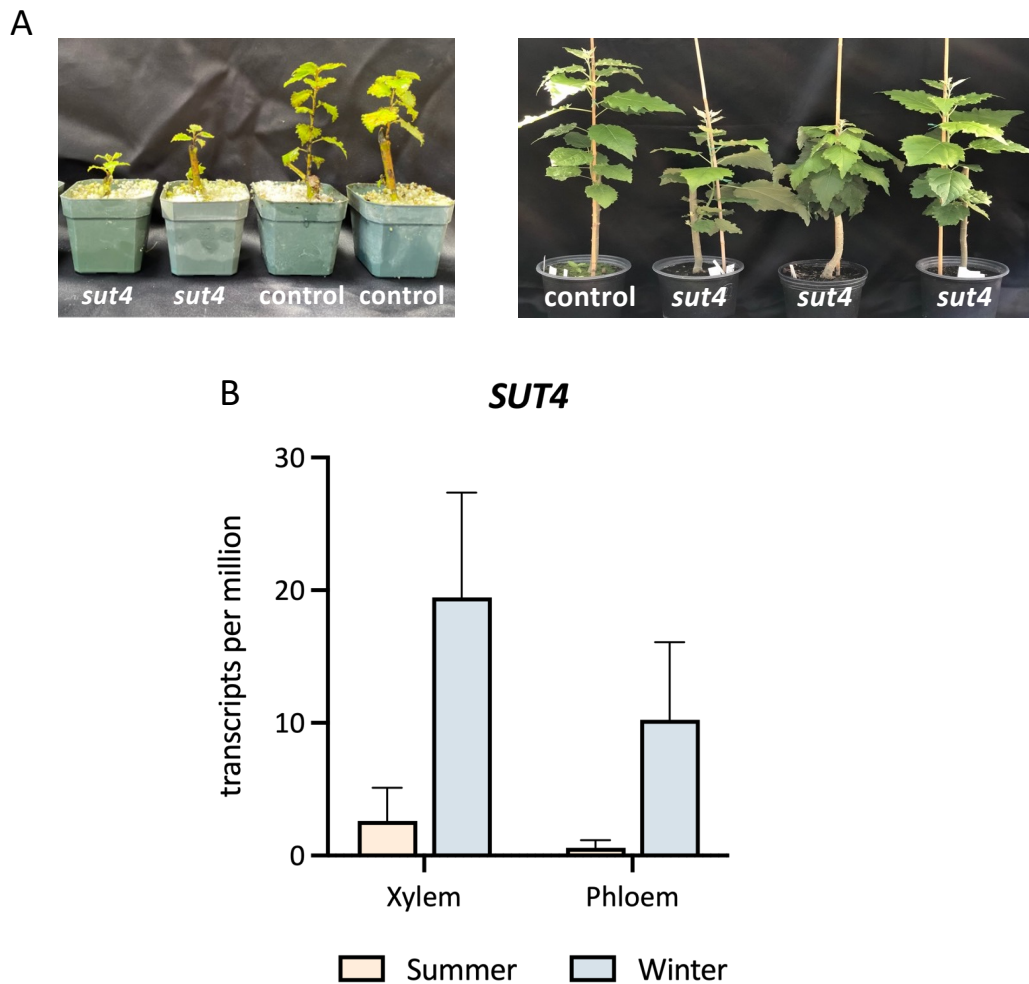 A
sut4 sut4 control control
control sut4 sut4 sut4
B
SUT4
transcripts per million
30
20
10
0
Xylem Phloem
Summer Winter